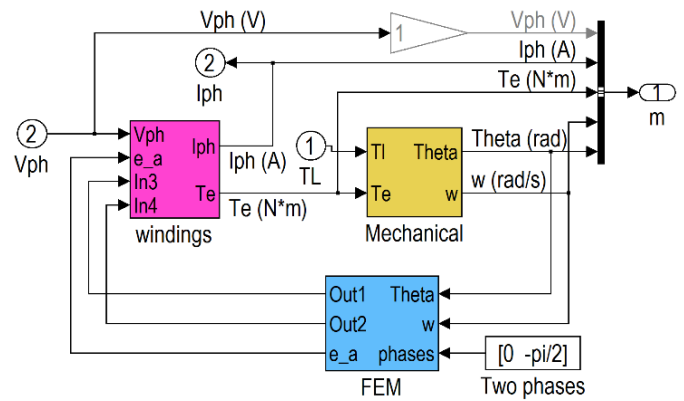 Vph (V)
1
Vph (V)
2
Iph
Iph (A)
Te (N*m)
1
m
2
Vph
Vph
e_a
In3
In4
Iph
Te
windings
Iph (A)
Te (N*m)
1
TL
Tl
Te
Theta
w
Mechanical
Theta (rad)
w (rad/s)
Out1
Out2
e_a
Theta
w
phases
FEM
[0 -pi/2]
Two phases